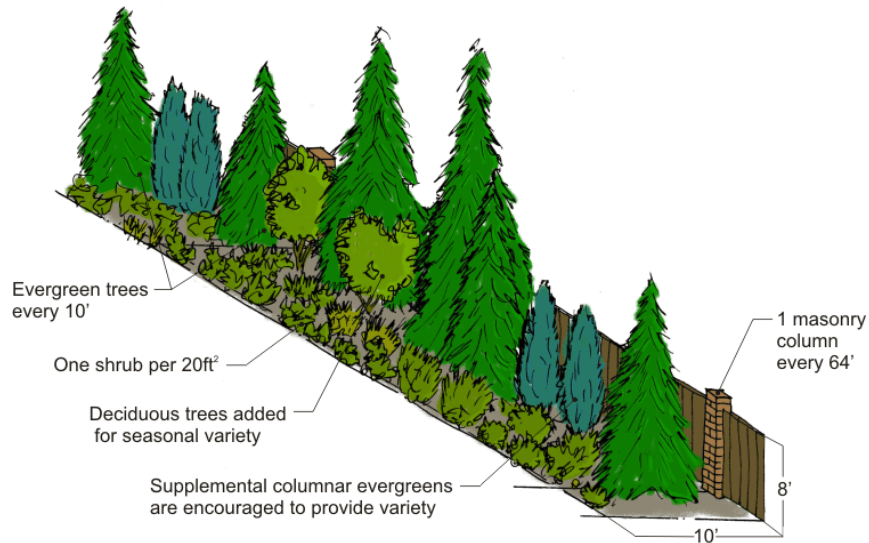 Evergreen trees
every 10’
One shrub per 20ft²
Deciduous trees added
for seasonal variety
Supplemental columnar evergreens
are encouraged to provide variety
1 masonry
column
every 64’
8’
10’